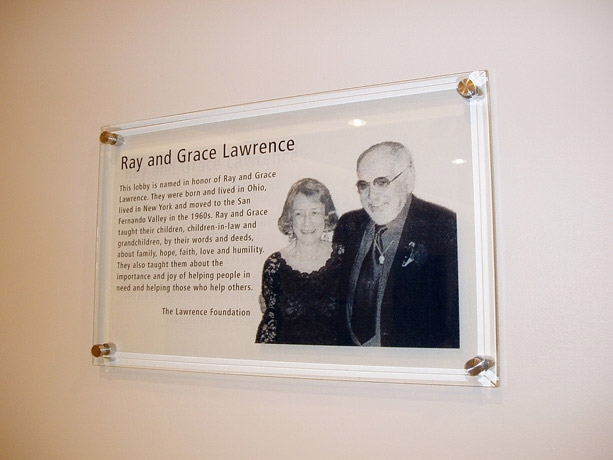 Ray and Grace Lawrence
This lobby is named in honor of Ray and Grace
Lawrence. They were born and lived in Ohio,
lived in New York and moved to the San
Fernando Valley in the 1960s. Ray and Grace
taught their children, children-in-law and
grandchildren, by their words and deeds,
about family, hope, faith, love and humility.
They also taught them about the
importance and joy of helping people in
need and helping those who help others.
The Lawrence Foundation